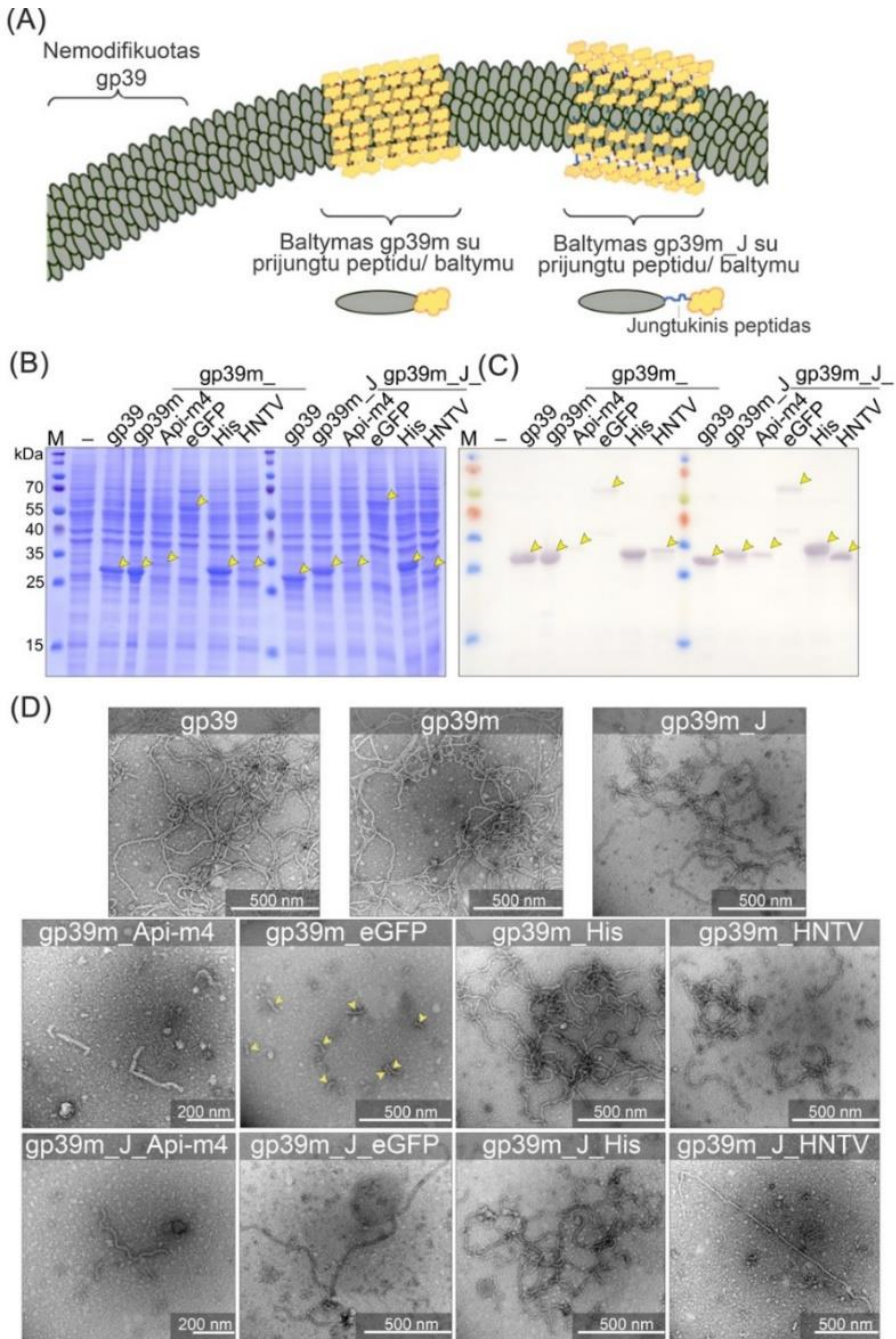 (A)
Nemodifikuotas
gp39
Baltymas gp39m su
prijungtu peptidu/ baltymu
Baltymas gp39m_J su
prijungtu peptidu/ baltymu
Jungtukinis peptidas
(B)
gp39m_
gp39m_J_
M – gp39 gp39m Api-m4 eGFP His HNTV gp39 gp39m_J Api-m4 eGFP His HNTV
kDa
70
55
40
35
25
15
(C)
gp39m_
gp39m_J_
M – gp39 gp39m Api-m4 eGFP His HNTV gp39 gp39m_J Api-m4 eGFP His HNTV
(D)
gp39 gp39m gp39m_J
500 nm 500 nm 500 nm
gp39m_Api-m4 gp39m_eGFP gp39m_His gp39m_HNTV
200 nm 500 nm 500 nm 500 nm
gp39m_J_Api-m4 gp39m_J_eGFP gp39m_J_His gp39m_J_HNTV
200 nm 500 nm 500 nm 500 nm